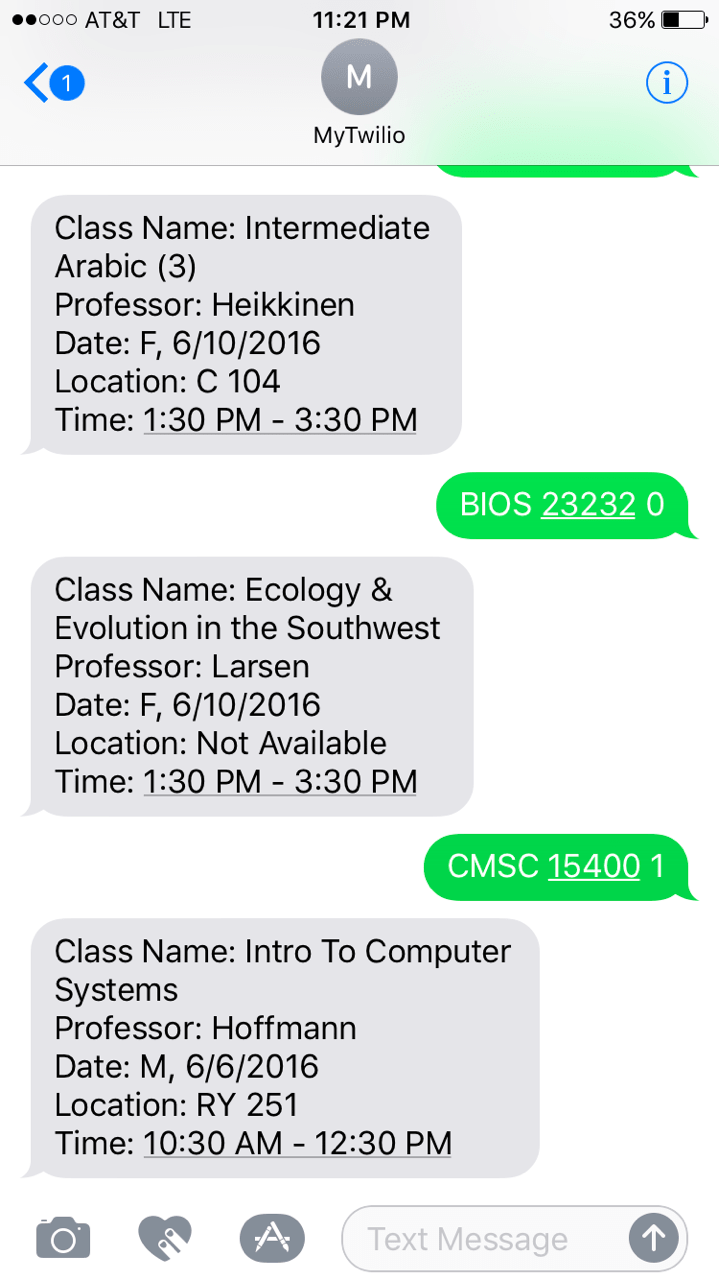 AT&T LTE 11:21 PM 36%
1
M
i
MyTwilio
Class Name: Intermediate
Arabic (3)
Professor: Heikkinen
Date: F, 6/10/2016
Location: C 104
Time: 1:30 PM - 3:30 PM
BIOS 23232 0
Class Name: Ecology &
Evolution in the Southwest
Professor: Larsen
Date: F, 6/10/2016
Location: Not Available
Time: 1:30 PM - 3:30 PM
CMSC 15400 1
Class Name: Intro To Computer
Systems
Professor: Hoffmann
Date: M, 6/6/2016
Location: RY 251
Time: 10:30 AM - 12:30 PM
Text Message